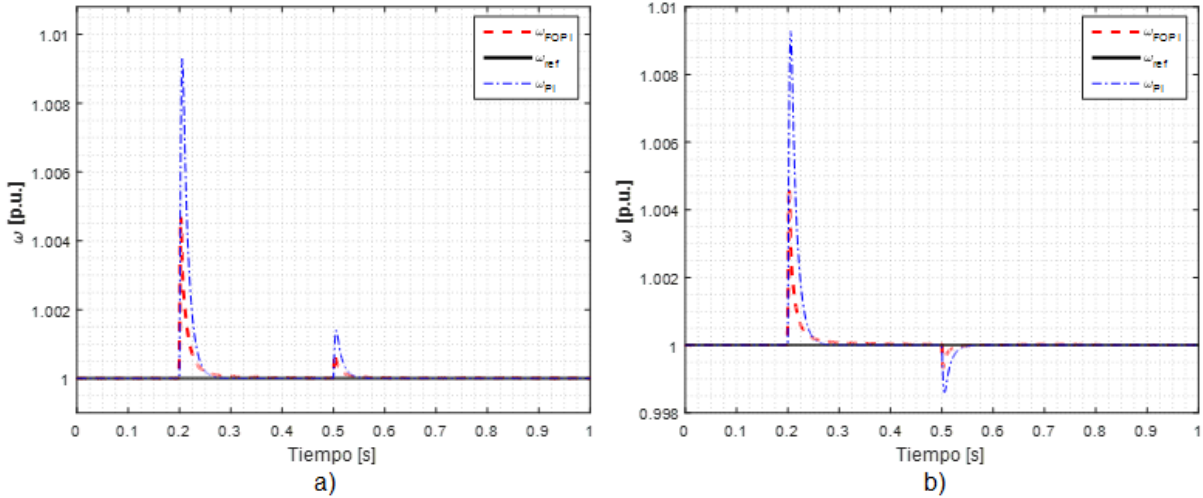 ω_FOPI
ω_ref
ω_PI
1.01
1.008
1.006
1.004
1.002
1
ω [p.u.]
0 0.1 0.2 0.3 0.4 0.5 0.6 0.7 0.8 0.9 1
Tiempo [s]
a)
ω_FOPI
ω_ref
ω_PI
1.01
1.008
1.006
1.004
1.002
1
0.998
ω [p.u.]
0 0.1 0.2 0.3 0.4 0.5 0.6 0.7 0.8 0.9 1
Tiempo [s]
b)